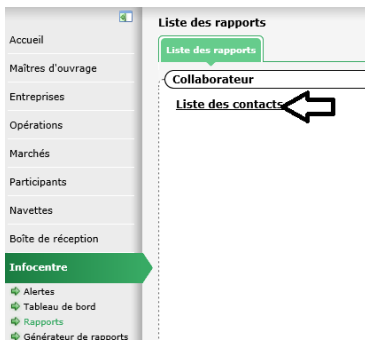 Accueil
Maîtres d'ouvrage
Entreprises
Opérations
Marchés
Participants
Navettes
Boîte de réception
Infocentre
Alertes
Tableau de bord
Rapports
Générateur de rapports
Liste des rapports
Liste des rapports
Collaborateur
Liste des contacts